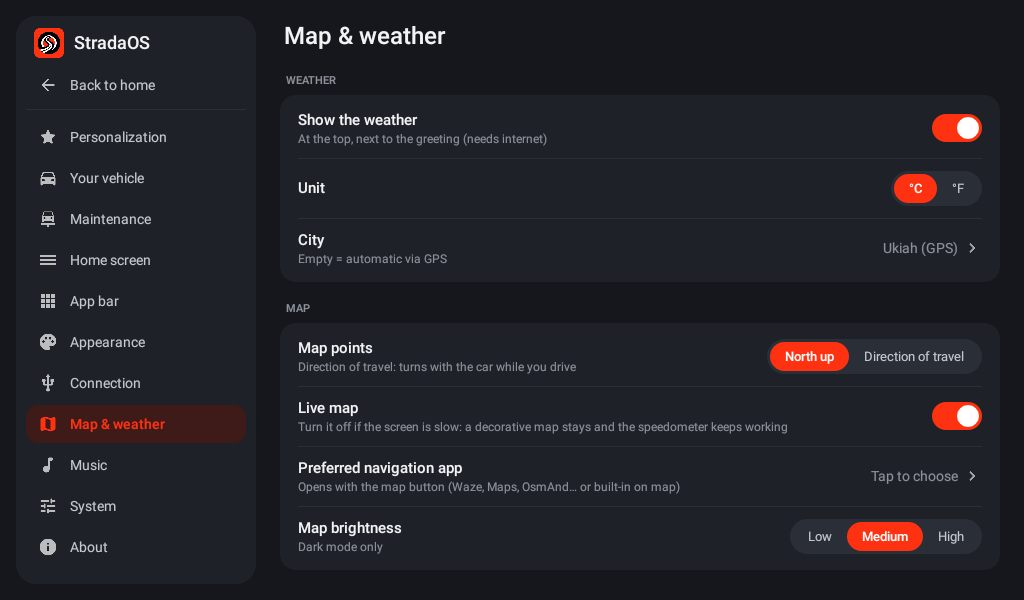 StradaOS
Back to home
Personalization
Your vehicle
Maintenance
Home screen
App bar
Appearance
Connection
Map & weather
Music
System
About
Map & weather
WEATHER
Show the weather
At the top, next to the greeting (needs internet)
Unit
°C °F
City
Empty = automatic via GPS
Ukiah (GPS)
MAP
Map points
Direction of travel: turns with the car while you drive
North up Direction of travel
Live map
Turn it off if the screen is slow: a decorative map stays and the speedometer keeps working
Preferred navigation app
Opens with the map button (Waze, Maps, OsmAnd… or built-in on map)
Tap to choose
Map brightness
Dark mode only
Low Medium High